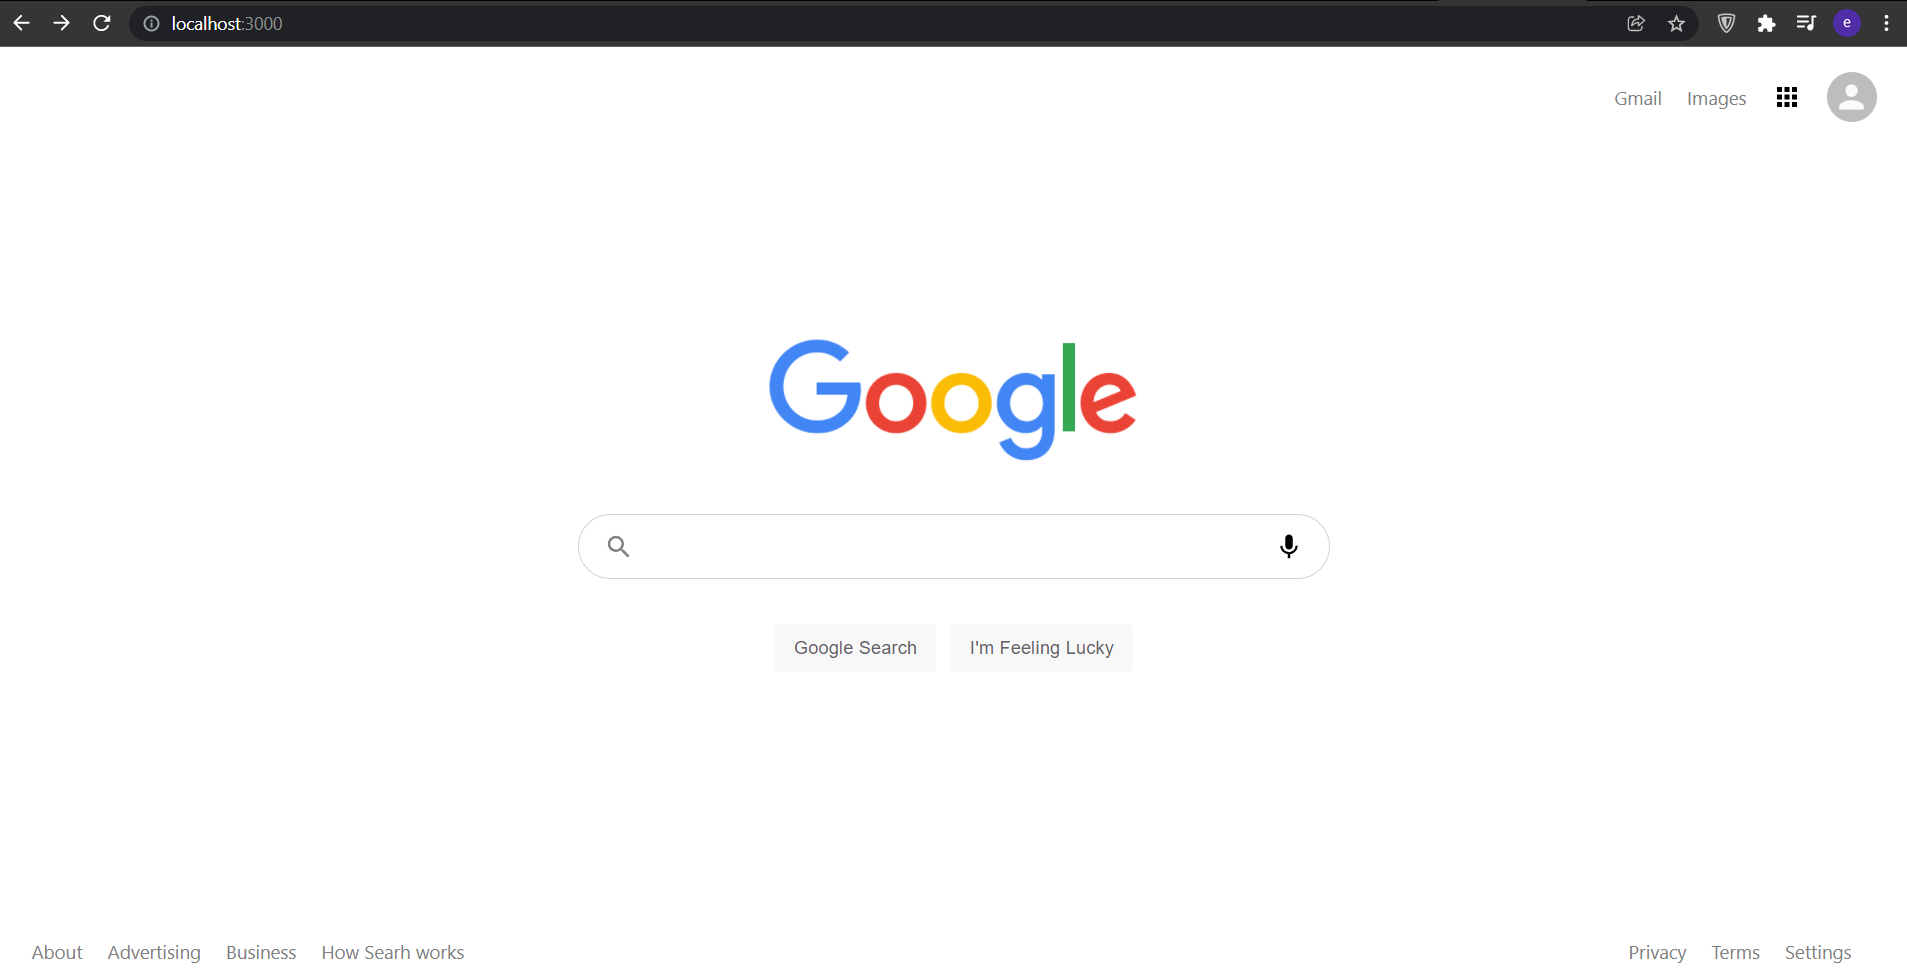 localhost:3000
e
Gmail Images
Google
Google Search I'm Feeling Lucky
About Advertising Business How Searh works Privacy Terms Settings